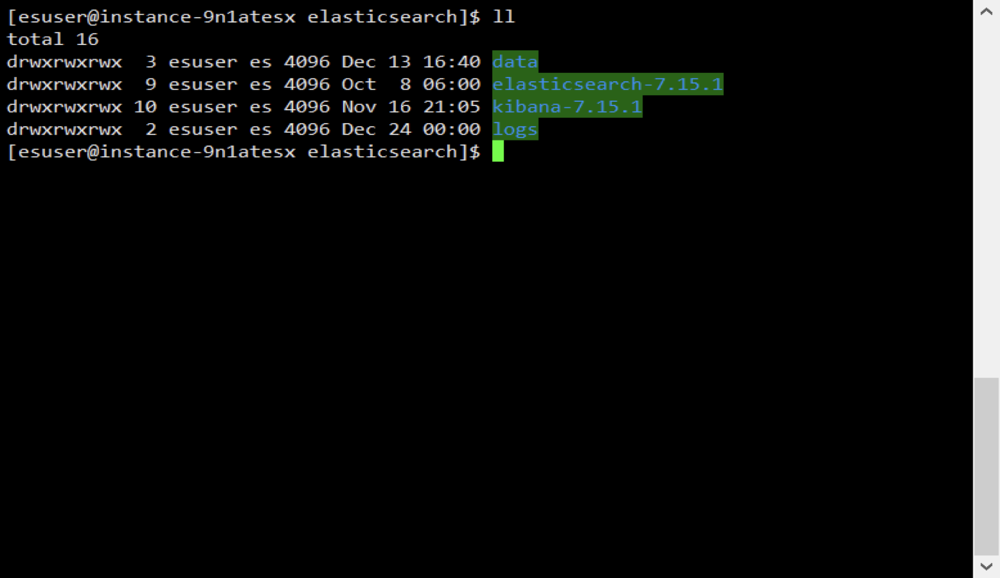 [esuser@instance-9n1atesx elasticsearch]$ ll
total 16
drwxrwxrwx  3 esuser es 4096 Dec 13 16:40 data
drwxrwxrwx  9 esuser es 4096 Oct  8 06:00 elasticsearch-7.15.1
drwxrwxrwx 10 esuser es 4096 Nov 16 21:05 kibana-7.15.1
drwxrwxrwx  2 esuser es 4096 Dec 24 00:00 logs
[esuser@instance-9n1atesx elasticsearch]$